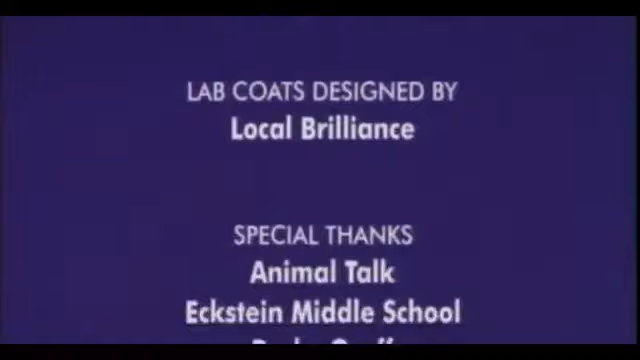 LAB COATS DESIGNED BY
Local Brilliance
SPECIAL THANKS
Animal Talk
Eckstein Middle School